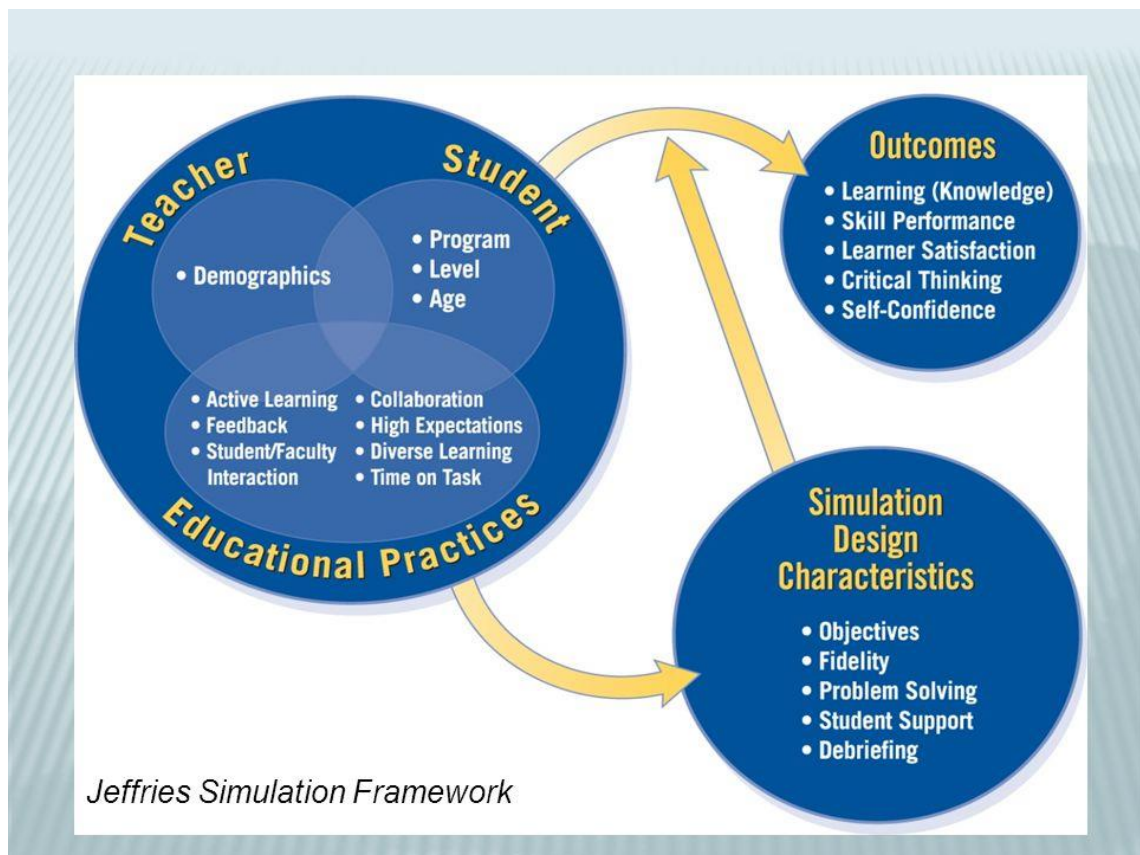 Teacher
• Demographics
Student
• Program
• Level
• Age
• Active Learning
• Feedback
• Student/Faculty
Interaction
• Collaboration
• High Expectations
• Diverse Learning
• Time on Task
Educational Practices
Outcomes
• Learning (Knowledge)
• Skill Performance
• Learner Satisfaction
• Critical Thinking
• Self-Confidence
Simulation
Design
Characteristics
• Objectives
• Fidelity
• Problem Solving
• Student Support
• Debriefing
Jeffries Simulation Framework